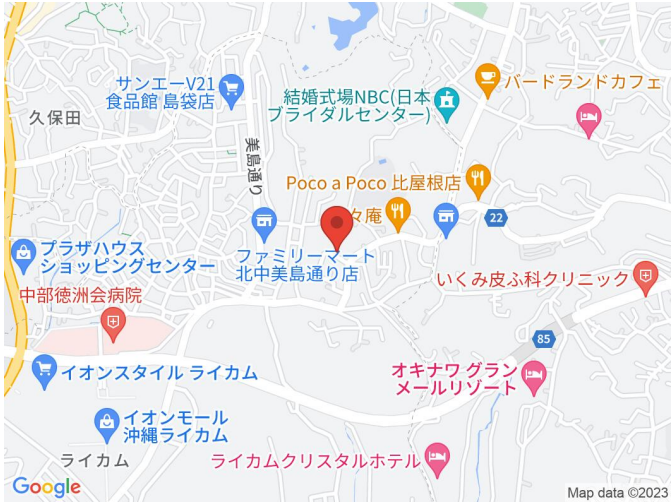 サンエーV21
食品館 島袋店
久保田
美島通り
結婚式場NBC(日本
ブライダルセンター)
バードランドカフェ
Poco a Poco 比屋根店
々庵
22
ファミリーマート
北中美島通り店
プラザハウス
ショッピングセンター
中部徳洲会病院
いくみ皮ふ科クリニック
85
イオンスタイル ライカム
オキナワ グラン
メールリゾート
イオンモール
沖縄ライカム
ライカム
ライカムクリスタルホテル
Google
Map data ©2023